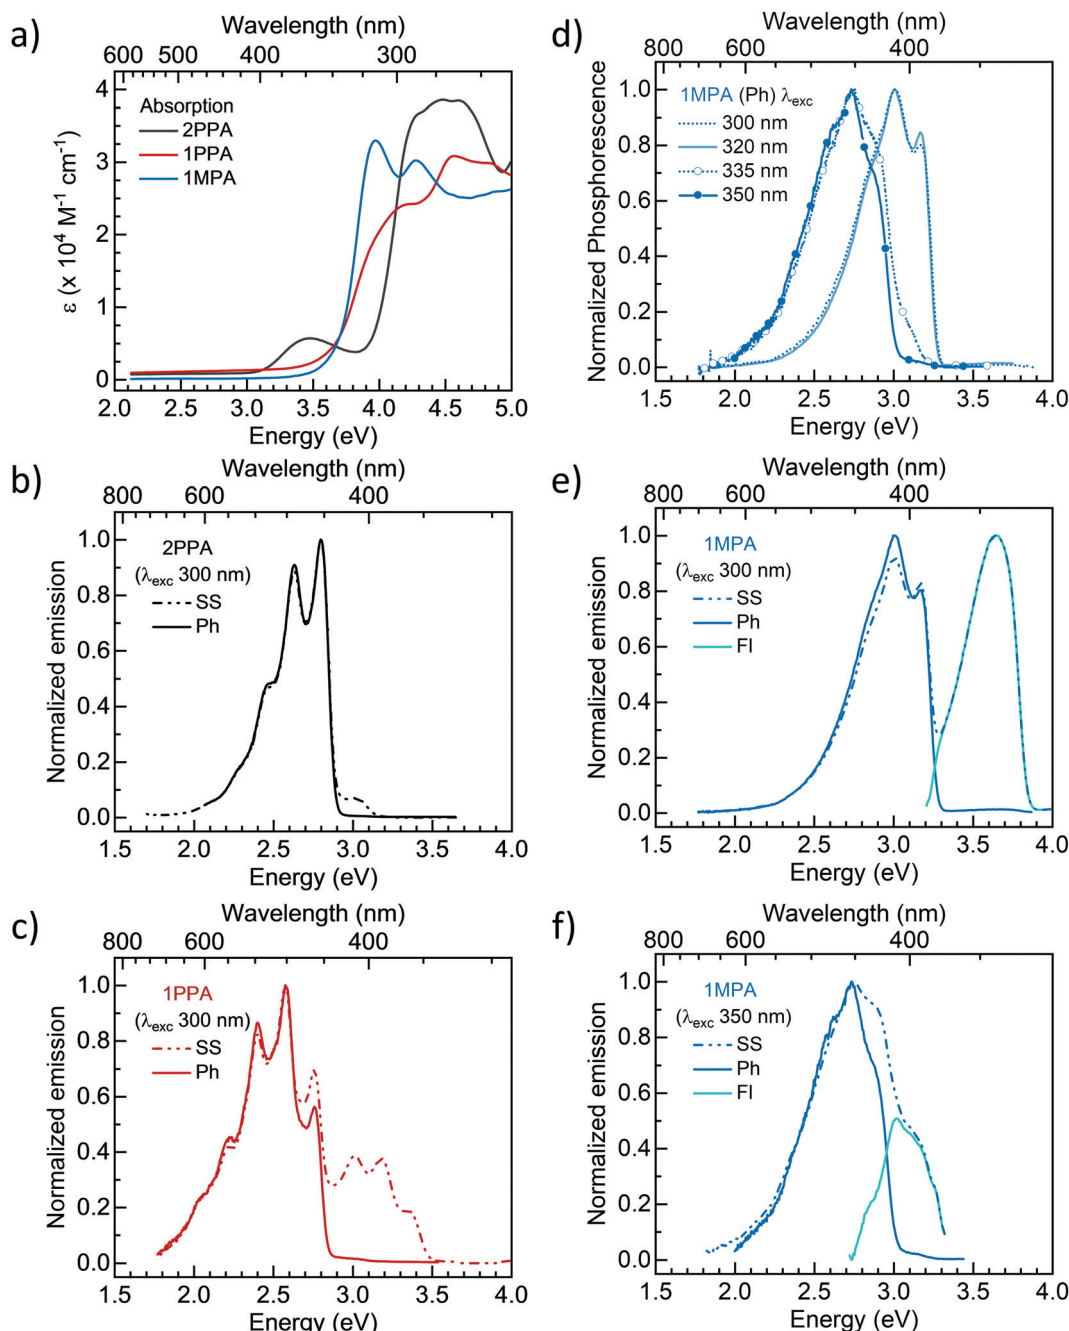 a)
Wavelength (nm)
600 500 400 300
4
3
2
1
0
ε (x 10⁴ M⁻¹ cm⁻¹)
Absorption
2PPA
1PPA
1MPA
2.0 2.5 3.0 3.5 4.0 4.5 5.0
Energy (eV)
b)
Wavelength (nm)
800 600 400
1.0
0.8
0.6
0.4
0.2
0.0
Normalized emission
2PPA
(λexc 300 nm)
SS
Ph
1.5 2.0 2.5 3.0 3.5 4.0
Energy (eV)
c)
Wavelength (nm)
800 600 400
1.0
0.8
0.6
0.4
0.2
0.0
Normalized emission
1PPA
(λexc 300 nm)
SS
Ph
1.5 2.0 2.5 3.0 3.5 4.0
Energy (eV)
d)
Wavelength (nm)
800 600 400
1.0
0.8
0.6
0.4
0.2
0.0
Normalized Phosphorescence
1MPA (Ph) λexc
300 nm
320 nm
335 nm
350 nm
1.5 2.0 2.5 3.0 3.5 4.0
Energy (eV)
e)
Wavelength (nm)
800 600 400
1.0
0.8
0.6
0.4
0.2
0.0
Normalized emission
1MPA
(λexc 300 nm)
SS
Ph
Fl
1.5 2.0 2.5 3.0 3.5 4.0
Energy (eV)
f)
Wavelength (nm)
800 600 400
1.0
0.8
0.6
0.4
0.2
0.0
Normalized emission
1MPA
(λexc 350 nm)
SS
Ph
Fl
1.5 2.0 2.5 3.0 3.5 4.0
Energy (eV)